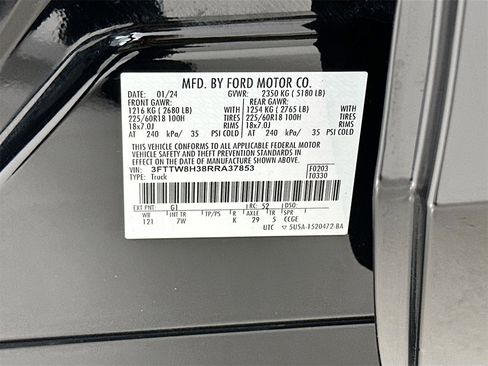 MFD. BY FORD MOTOR CO.
DATE: 01/24 GVWR: 2350 KG ( 5180 LB)
FRONT GAWR: REAR GAWR:
1216 KG ( 2680 LB) WITH 1254 KG ( 2765 LB) WITH
225/60R18 100H TIRES 225/60R18 100H TIRES
18x7.0J RIMS 18x7.0J RIMS
AT 240 kPa/ 35 PSI COLD AT 240 kPa/ 35 PSI COLD
THIS VEHICLE CONFORMS TO ALL APPLICABLE FEDERAL MOTOR
VEHICLE SAFETY, BUMPER, AND THEFT PREVENTION STANDARDS IN
EFFECT ON THE DATE OF MANUFACTURE SHOWN ABOVE.
VIN: 3FTTW8H38RRA37853 F0203
TYPE: Truck T0330
EXT PNT: G1 RC: 52 DSO:
WB INT TR TP/PS R AXLE TR SPR
121 7W K 29 5 CCGE
UTC 5U5A-1520472-BA